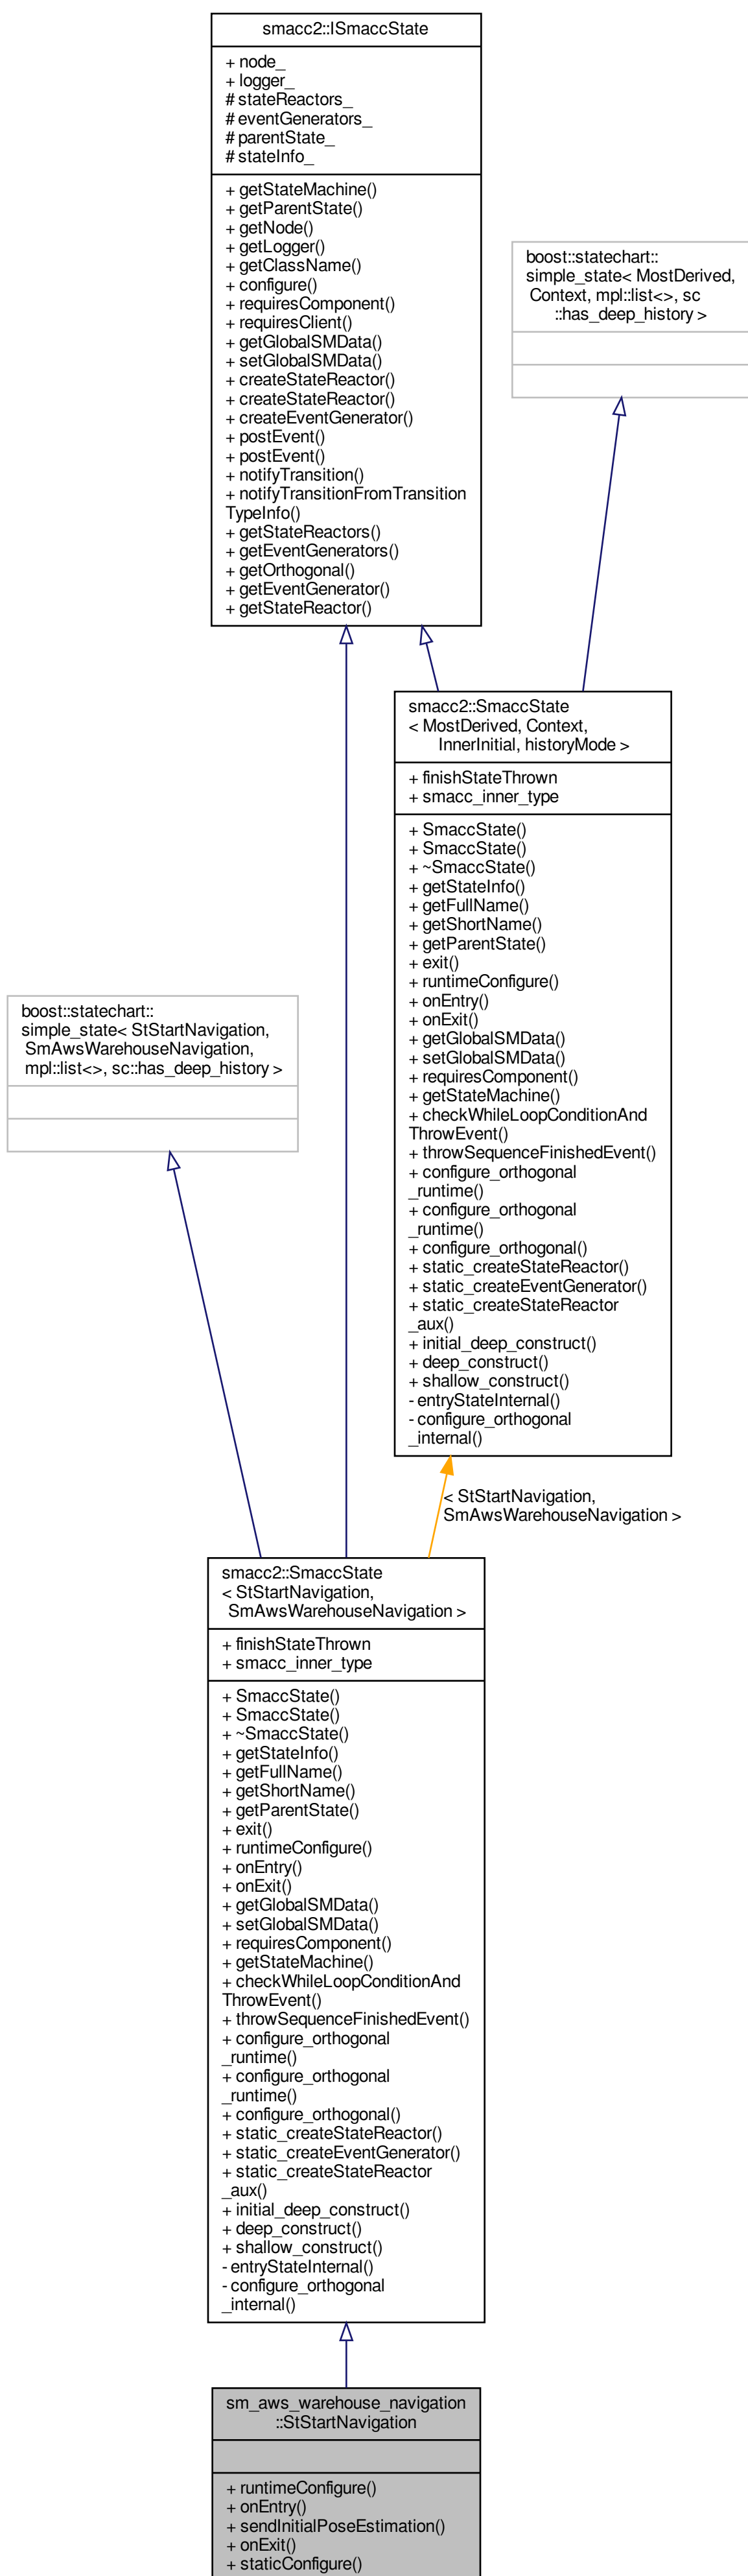 smacc2::ISmaccState
+ node_
+ logger_
# stateReactors_
# eventGenerators_
# parentState_
# stateInfo_
+ getStateMachine()
+ getParentState()
+ getNode()
+ getLogger()
+ getClassName()
+ configure()
+ requiresComponent()
+ requiresClient()
+ getGlobalSMData()
+ setGlobalSMData()
+ createStateReactor()
+ createStateReactor()
+ createEventGenerator()
+ postEvent()
+ postEvent()
+ notifyTransition()
+ notifyTransitionFromTransition
TypeInfo()
+ getStateReactors()
+ getEventGenerators()
+ getOrthogonal()
+ getEventGenerator()
+ getStateReactor()
boost::statechart::
simple_state< MostDerived,
Context, mpl::list<>, sc
::has_deep_history >
smacc2::SmaccState
< MostDerived, Context,
InnerInitial, historyMode >
+ finishStateThrown
+ smacc_inner_type
+ SmaccState()
+ SmaccState()
+ ~SmaccState()
+ getStateInfo()
+ getFullName()
+ getShortName()
+ getParentState()
+ exit()
+ runtimeConfigure()
+ onEntry()
+ onExit()
+ getGlobalSMData()
+ setGlobalSMData()
+ requiresComponent()
+ getStateMachine()
+ checkWhileLoopConditionAnd
ThrowEvent()
+ throwSequenceFinishedEvent()
+ configure_orthogonal
_runtime()
+ configure_orthogonal
_runtime()
+ configure_orthogonal()
+ static_createStateReactor()
+ static_createEventGenerator()
+ static_createStateReactor
_aux()
+ initial_deep_construct()
+ deep_construct()
+ shallow_construct()
- entryStateInternal()
- configure_orthogonal
_internal()
boost::statechart::
simple_state< StStartNavigation,
SmAwsWarehouseNavigation,
mpl::list<>, sc::has_deep_history >
< StStartNavigation,
SmAwsWarehouseNavigation >
smacc2::SmaccState
< StStartNavigation,
SmAwsWarehouseNavigation >
+ finishStateThrown
+ smacc_inner_type
+ SmaccState()
+ SmaccState()
+ ~SmaccState()
+ getStateInfo()
+ getFullName()
+ getShortName()
+ getParentState()
+ exit()
+ runtimeConfigure()
+ onEntry()
+ onExit()
+ getGlobalSMData()
+ setGlobalSMData()
+ requiresComponent()
+ getStateMachine()
+ checkWhileLoopConditionAnd
ThrowEvent()
+ throwSequenceFinishedEvent()
+ configure_orthogonal
_runtime()
+ configure_orthogonal
_runtime()
+ configure_orthogonal()
+ static_createStateReactor()
+ static_createEventGenerator()
+ static_createStateReactor
_aux()
+ initial_deep_construct()
+ deep_construct()
+ shallow_construct()
- entryStateInternal()
- configure_orthogonal
_internal()
sm_aws_warehouse_navigation
::StStartNavigation
+ runtimeConfigure()
+ onEntry()
+ sendInitialPoseEstimation()
+ onExit()
+ staticConfigure()